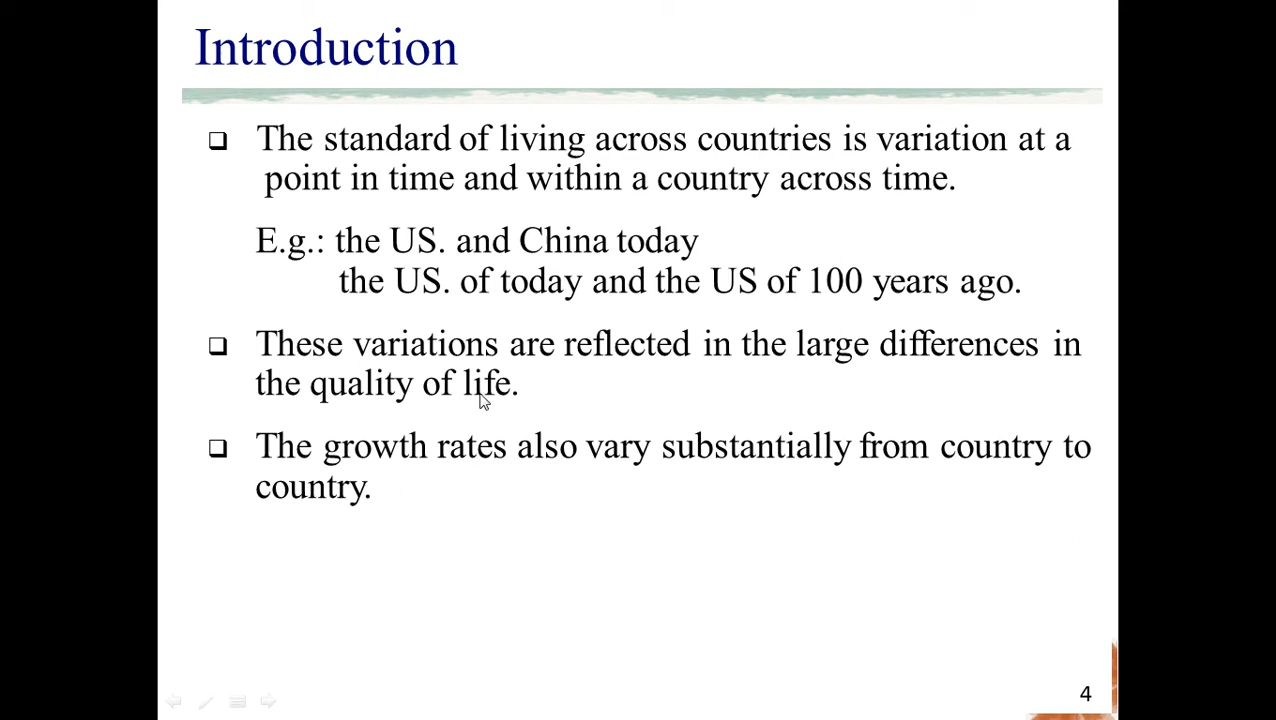 Introduction
The standard of living across countries is variation at a
point in time and within a country across time.
E.g.: the US. and China today
the US. of today and the US of 100 years ago.
These variations are reflected in the large differences in
the quality of life.
The growth rates also vary substantially from country to
country.
4